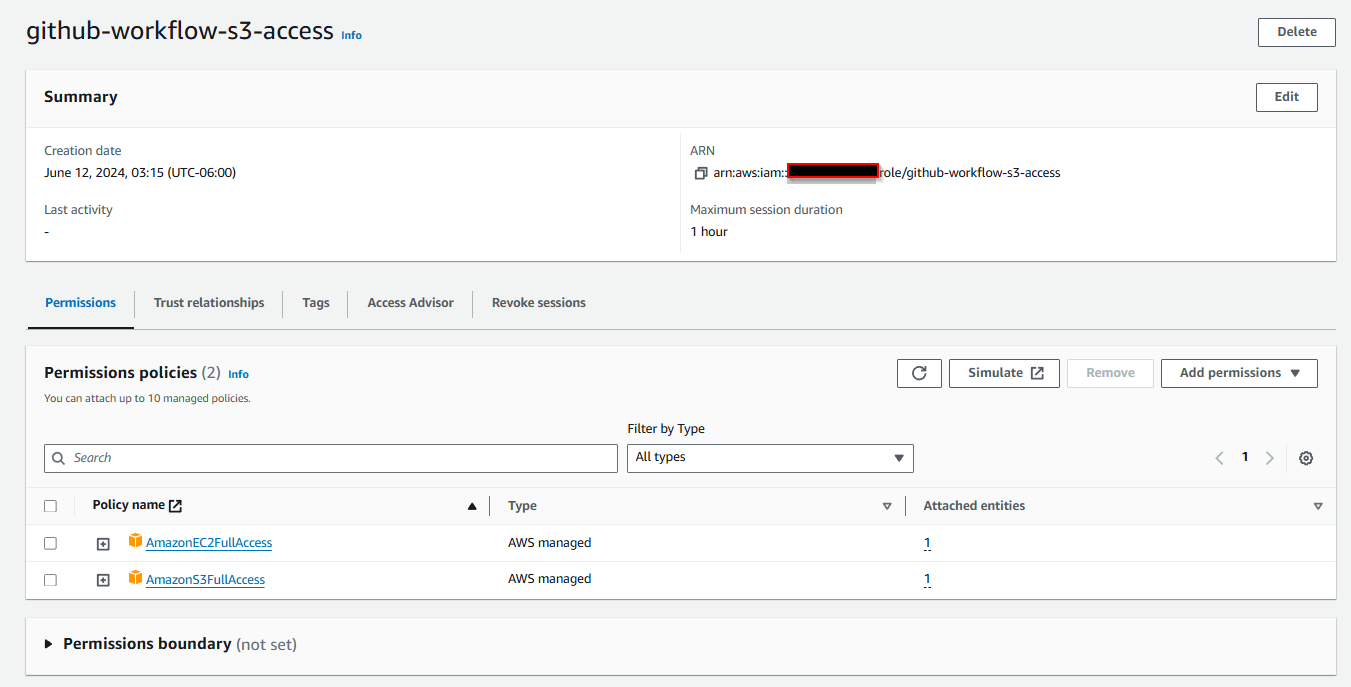 github-workflow-s3-access Info
Delete
Summary
Edit
Creation date
June 12, 2024, 03:15 (UTC-06:00)
ARN
arn:aws:iam:: role/github-workflow-s3-access
Last activity
-
Maximum session duration
1 hour
Permissions
Trust relationships
Tags
Access Advisor
Revoke sessions
Permissions policies (2) Info
You can attach up to 10 managed policies.
Simulate
Remove
Add permissions
Filter by Type
Search
All types
1
Policy name
Type
Attached entities
AmazonEC2FullAccess
AWS managed
1
AmazonS3FullAccess
AWS managed
1
Permissions boundary (not set)